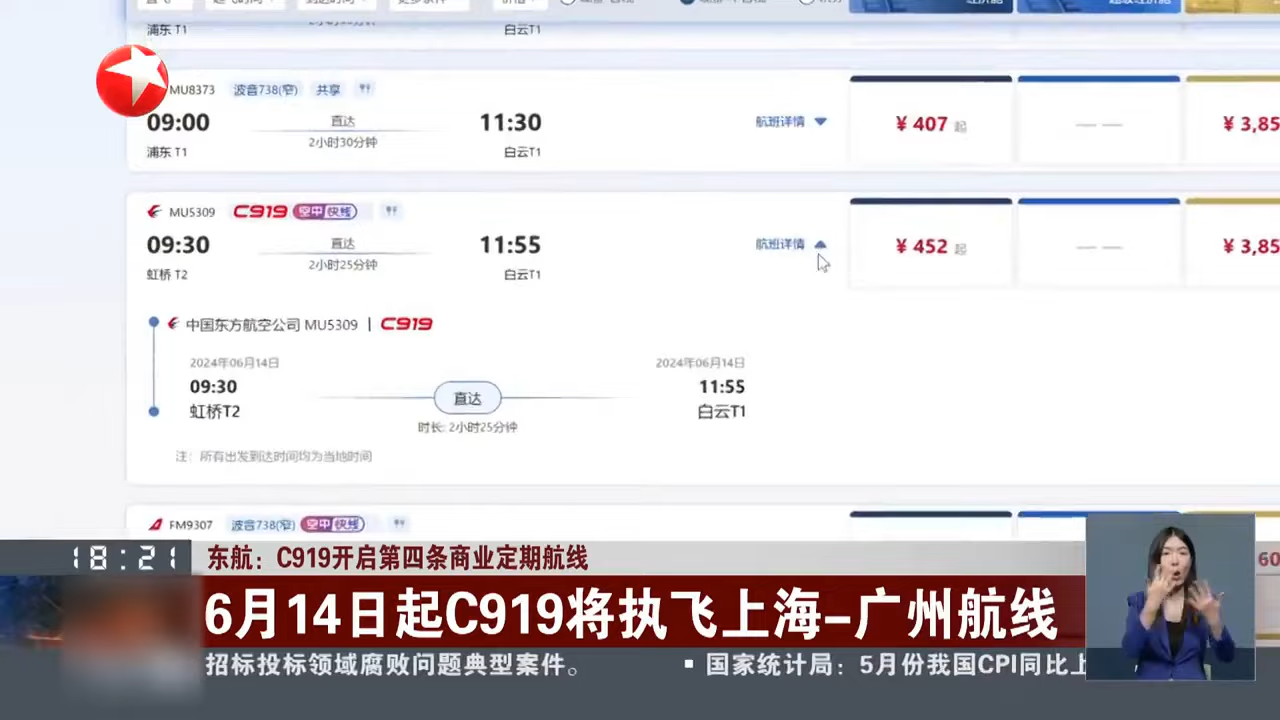 浦东 T1
白云T1
MU8373 波音738(窄) 共享
09:00 直达 11:30 航班详情 ¥ 407 起 — — ¥ 3,85
浦东 T1 2小时30分钟 白云T1
MU5309 C919 空中快线
09:30 直达 11:55 航班详情 ¥ 452 起 — — ¥ 3,85
虹桥 T2 2小时25分钟 白云T1
中国东方航空公司 MU5309 | C919
2024年06月14日 2024年06月14日
09:30 直达 11:55
虹桥T2 白云T1
时长: 2小时25分钟
注：所有出发到达时间均为当地时间
FM9307 波音738(窄) 空中快线
18:21 东航：C919开启第四条商业定期航线 60
6月14日起C919将执飞上海-广州航线
招标投标领域腐败问题典型案件。 ▪ 国家统计局：5月份我国CPI同比上